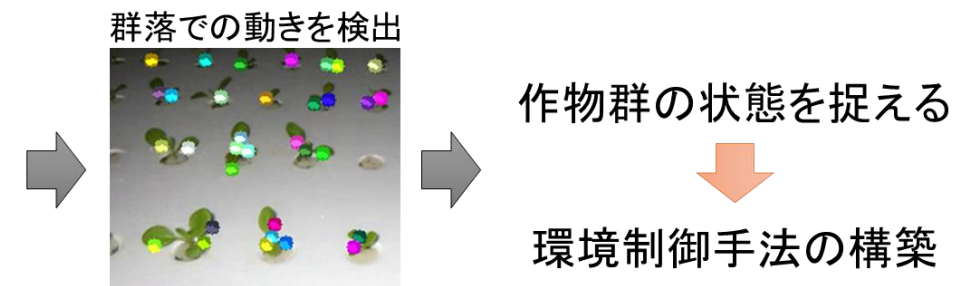 群落での動きを検出
作物群の状態を捉える
環境制御手法の構築